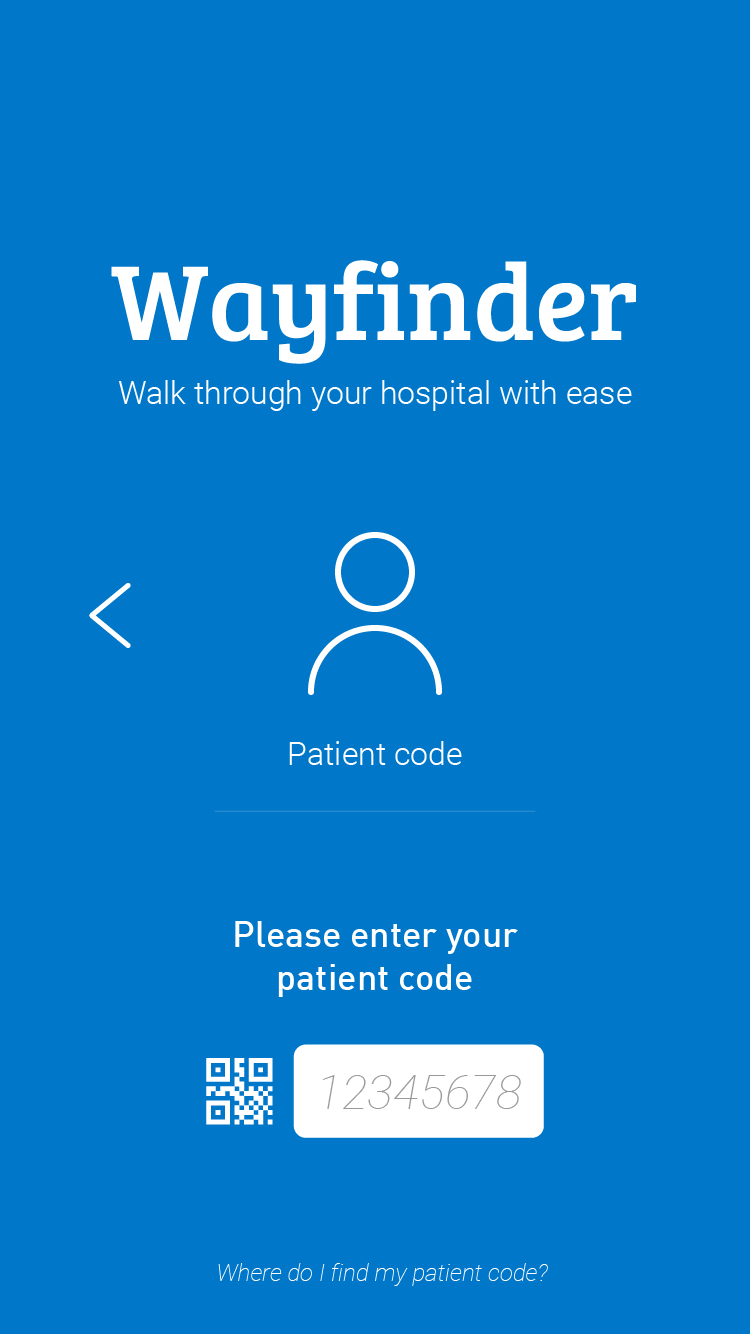 Wayfinder
Walk through your hospital with ease
Patient code
Please enter your
patient code
12345678
Where do I find my patient code?